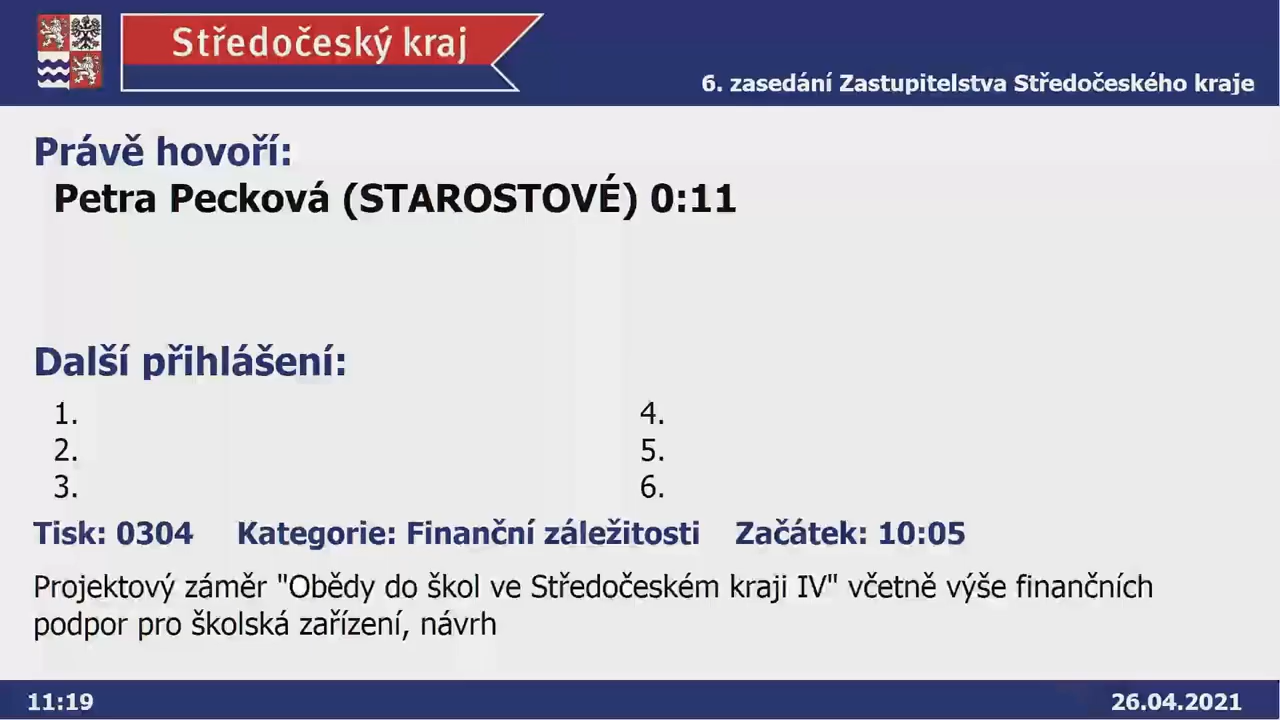 Středočeský kraj
6. zasedání Zastupitelstva Středočeského kraje
Právě hovoří:
Petra Pecková (STAROSTOVÉ) 0:11
Další přihlášení:
1. 4.
2. 5.
3. 6.
Tisk: 0304 Kategorie: Finanční záležitosti Začátek: 10:05
Projektový záměr "Obědy do škol ve Středočeském kraji IV" včetně výše finančních
podpor pro školská zařízení, návrh
11:19 26.04.2021